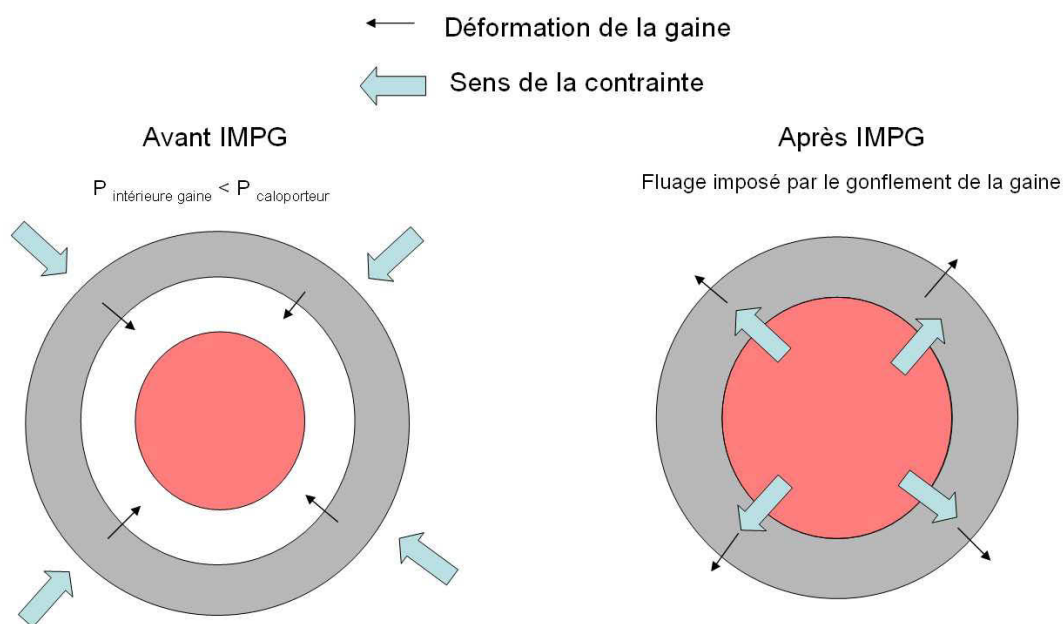 Déformation de la gaine
Sens de la contrainte
Avant IMPG
P intérieure gaine < P caloporteur
Après IMPG
Fluage imposé par le gonflement de la gaine